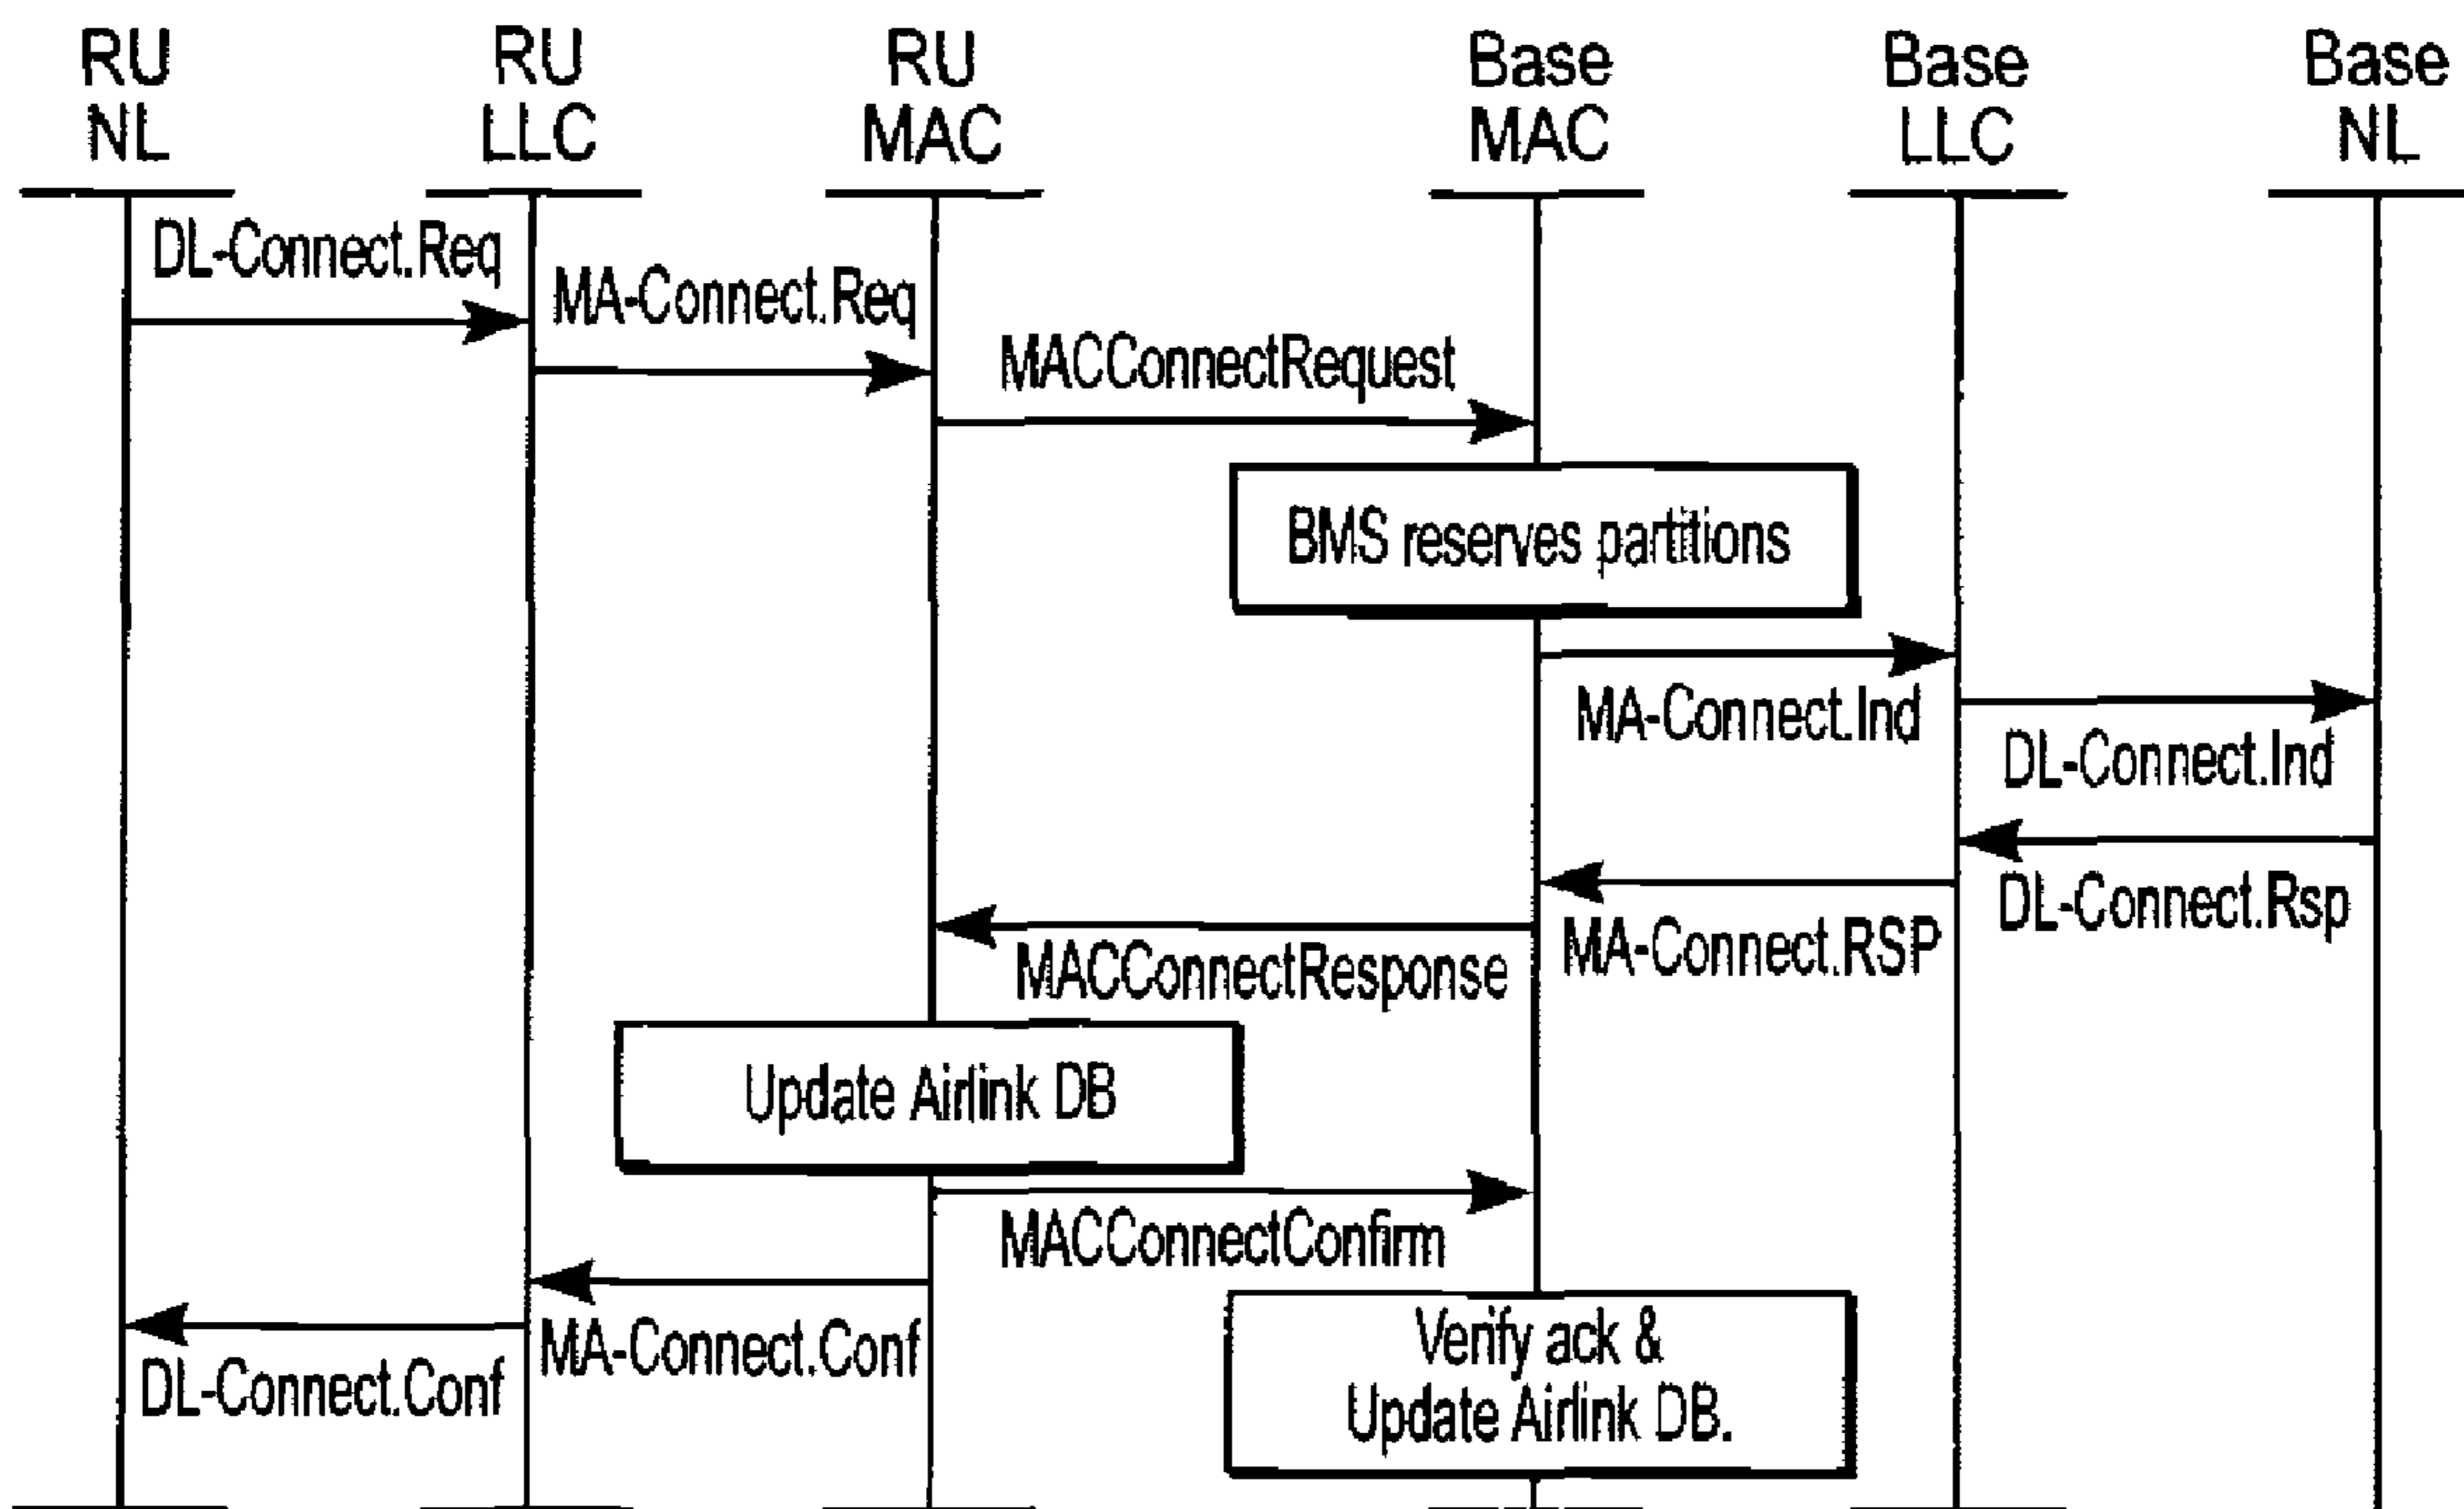 RU
NL
RU
LLC
RU
MAC
Base
MAC
Base
LLC
Base
NL
DL-Connect.Req
MA-Connect.Req
MACConnectRequest
BMS reserves partitions
MA-Connect.Ind
DL-Connect.Ind
DL-Connect.Rsp
MA-Connect.RSP
MACConnectResponse
Update Airlink DB
MACConnectConfirm
MA-Connect.Conf
DL-Connect.Conf
Verify ack &
Update Airlink DB.